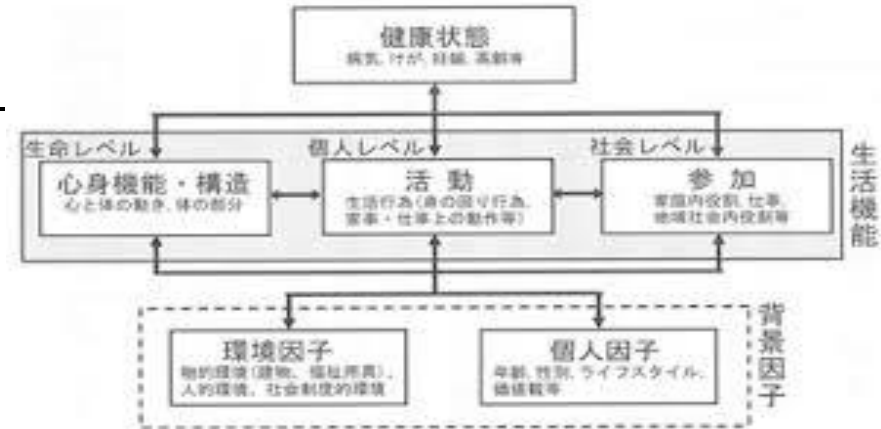 健康状態
病気, けが, 妊娠, 高齢等
生命レベル
個人レベル
社会レベル
心身機能・構造
心と体の動き, 体の部分
活動
生活行為(身の回り行為、
家事・仕事上の動作等)
参加
家庭内役割, 仕事,
地域社会内役割等
生活機能
環境因子
物的環境(建物、福祉用具)、
人的環境、社会制度的環境
個人因子
年齢, 性別, ライフスタイル,
価値観等
背景因子